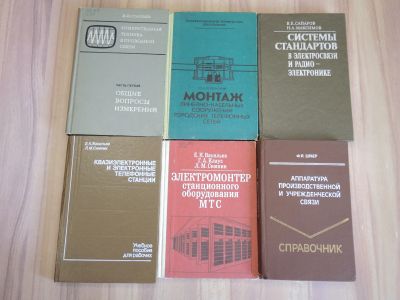 ИЗМЕРИТЕЛЬНАЯ
ТЕХНИКА
ПРОВОДНОЙ
СВЯЗИ
ЧАСТЬ ПЕРВАЯ
ОБЩИЕ
ВОПРОСЫ
ИЗМЕРЕНИЙ
МОНТАЖ
ЛИНЕЙНО-КАБЕЛЬНЫХ
СООРУЖЕНИЙ
ГОРОДСКИХ ТЕЛЕФОННЫХ
СЕТЕЙ
В.Е. САПАРОВ
Н.А. МАКСИМОВ
СИСТЕМЫ
СТАНДАРТОВ
В ЭЛЕКТРОСВЯЗИ
И РАДИО-
ЭЛЕКТРОНИКЕ
КВАЗИЭЛЕКТРОННЫЕ
И ЭЛЕКТРОННЫЕ
ТЕЛЕФОННЫЕ
СТАНЦИИ
Учебное
пособие
для рабочих
ЭЛЕКТРОМОНТЕР
станционного
оборудования
МТС
АППАРАТУРА
ПРОИЗВОДСТВЕННОЙ
И УЧРЕЖДЕНЧЕСКОЙ
СВЯЗИ
СПРАВОЧНИК